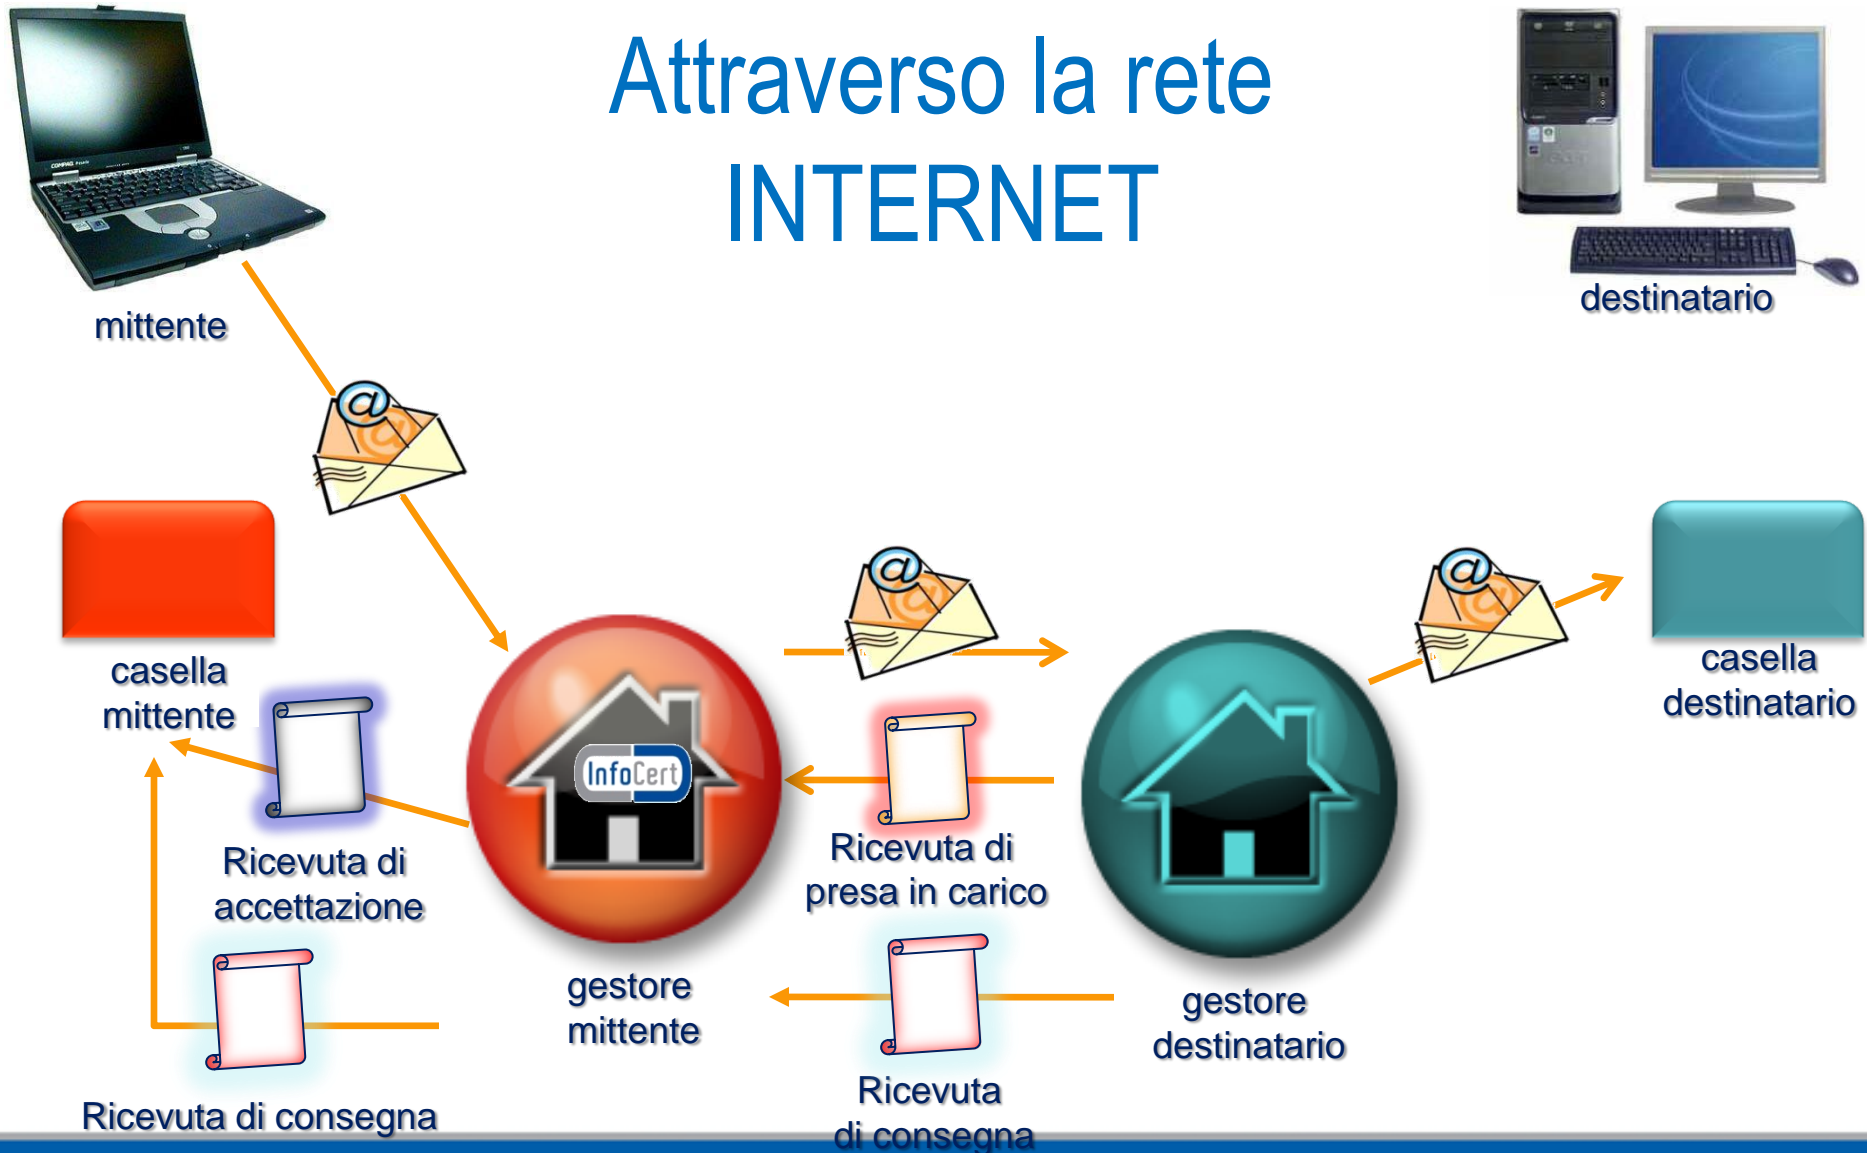 Attraverso la rete
INTERNET
mittente
destinatario
casella
mittente
casella
destinatario
InfoCert
Ricevuta di
accettazione
Ricevuta di
presa in carico
gestore
mittente
gestore
destinatario
Ricevuta di consegna
Ricevuta
di consegna